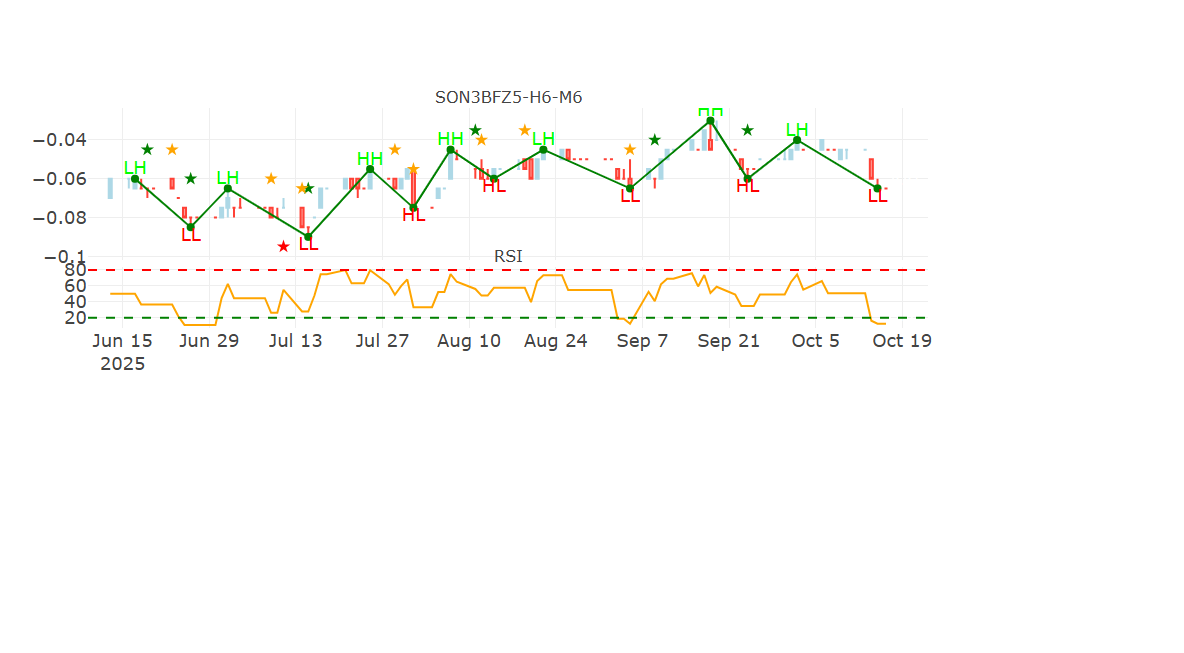 SON3BFZ5-H6-M6
HH
−0.04
HH
LH
LH
LH
HH
−0.06
LH
HL
HL
LL
LL
−0.08
HL
LL
LL
−0.1
RSI
80
60
40
20
Jun 15
2025
Jun 29
Jul 13
Jul 27
Aug 10
Aug 24
Sep 7
Sep 21
Oct 5
Oct 19